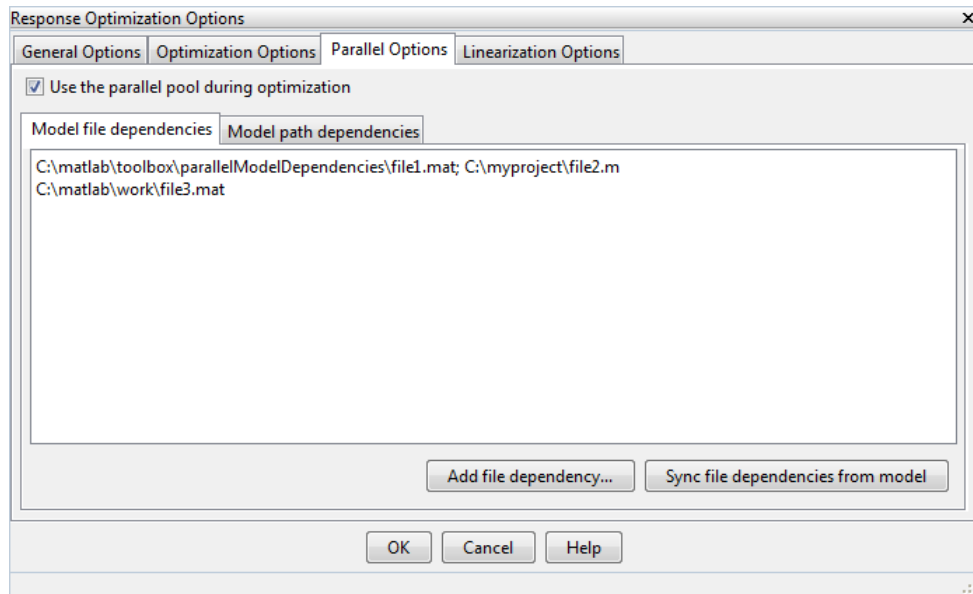 Response Optimization Options
General Options Optimization Options Parallel Options Linearization Options
Use the parallel pool during optimization
Model file dependencies Model path dependencies
C:\matlab\toolbox\parallelModelDependencies\file1.mat; C:\myproject\file2.m
C:\matlab\work\file3.mat
Add file dependency... Sync file dependencies from model
OK Cancel Help